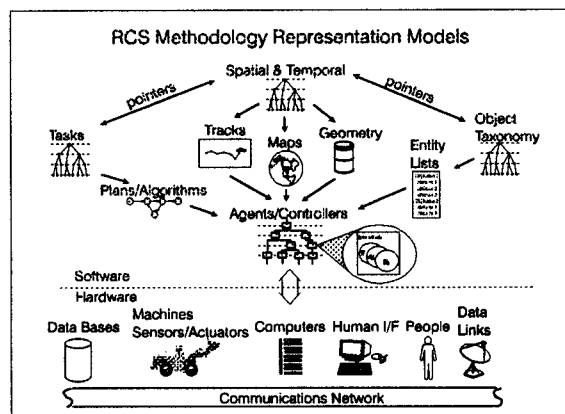 RCS Methodology Representation Models
Spatial & Temporal
pointers
pointers
Tasks
Tracks
Maps
Geometry
Object
Taxonomy
Entity
Lists
Plans/Algorithms
Agents/Controllers
Software
Hardware
Data Bases
Machines
Sensors/Actuators
Computers
Human I/F
People
Data
Links
Communications Network